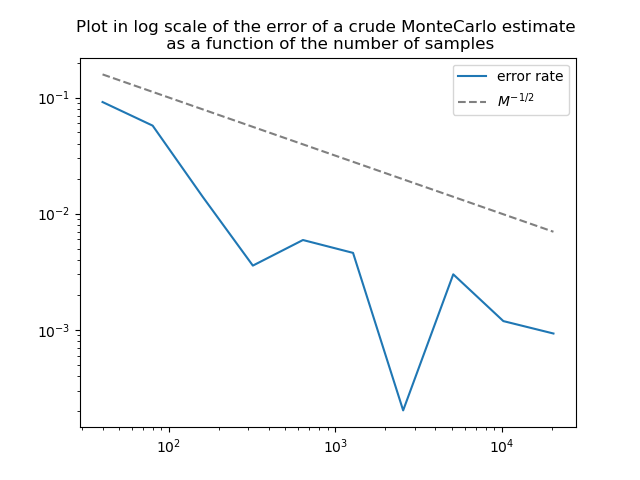 Plot in log scale of the error of a crude MonteCarlo estimate
as a function of the number of samples
error rate
$M^{-1/2}$
$10^{-1}$
$10^{-2}$
$10^{-3}$
$10^{2}$ $10^{3}$ $10^{4}$